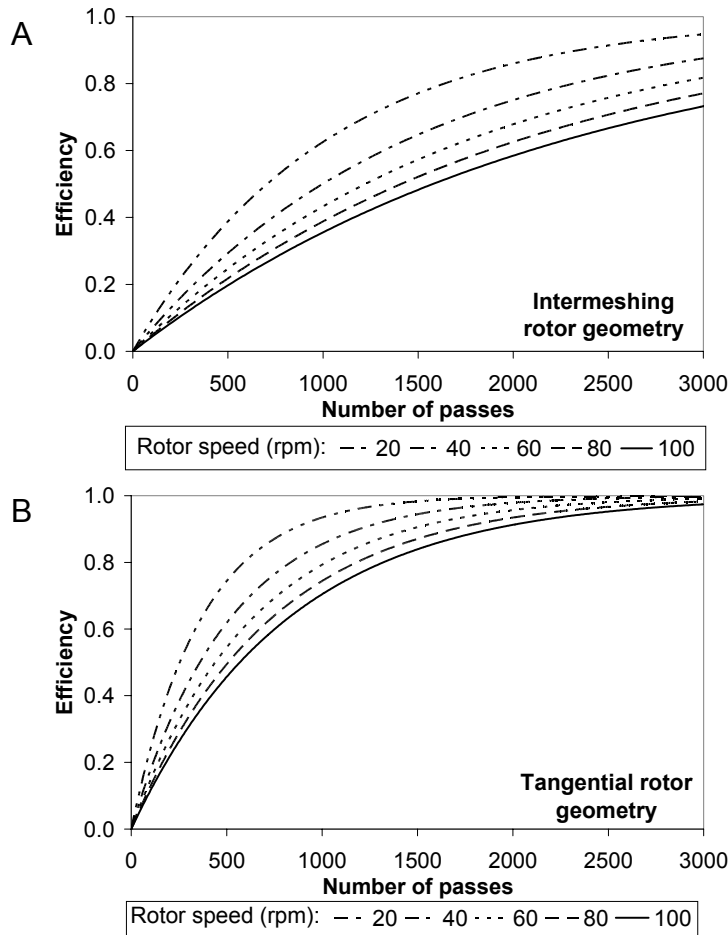 A
1.0
0.8
0.6
0.4
0.2
0.0
Efficiency
Intermeshing
rotor geometry
0 500 1000 1500 2000 2500 3000
Number of passes
Rotor speed (rpm): 20 40 60 80 100
B
1.0
0.8
0.6
0.4
0.2
0.0
Efficiency
Tangential rotor
geometry
0 500 1000 1500 2000 2500 3000
Number of passes
Rotor speed (rpm): 20 40 60 80 100